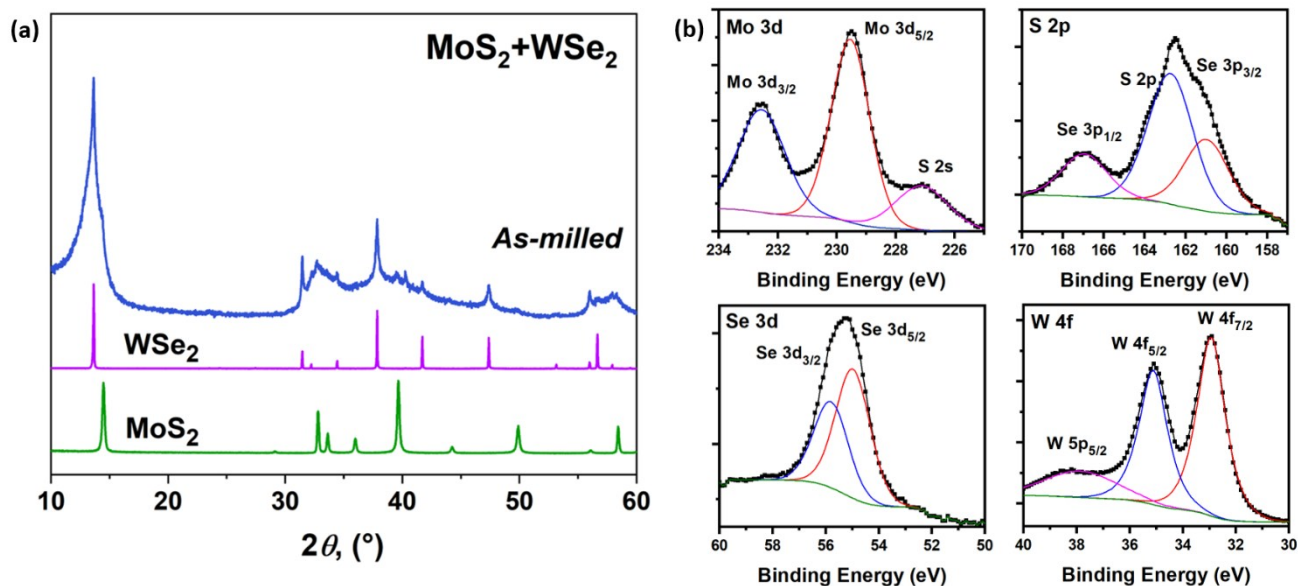 (a)
MoS₂+WSe₂
As-milled
WSe₂
MoS₂
10 20 30 40 50 60
2θ, (°)
(b)
Mo 3d
Mo 3d₅/₂
Mo 3d₃/₂
S 2s
234 232 230 228 226
Binding Energy (eV)
S 2p
Se 3p₃/₂
S 2p
Se 3p₁/₂
170 168 166 164 162 160 158
Binding Energy (eV)
Se 3d
Se 3d₅/₂
Se 3d₃/₂
60 58 56 54 52 50
Binding Energy (eV)
W 4f
W 4f₇/₂
W 4f₅/₂
W 5p₅/₂
40 38 36 34 32 30
Binding Energy (eV)